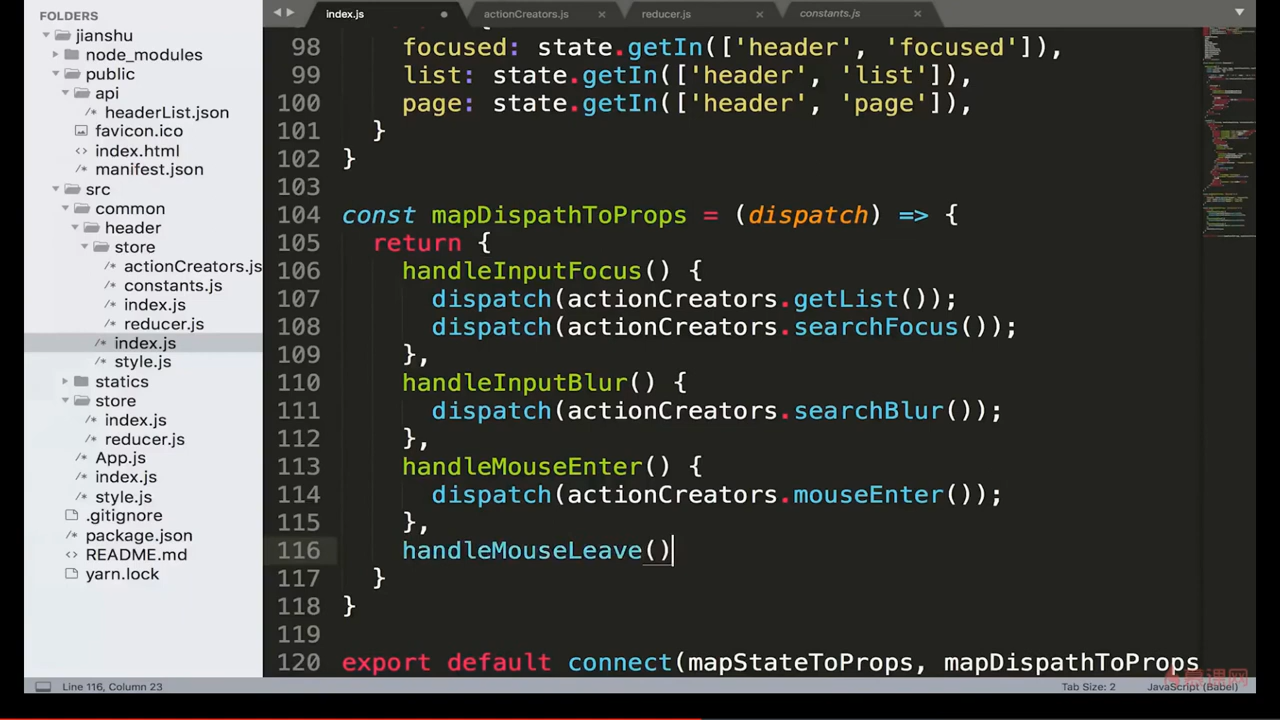 FOLDERS
jianshu
node_modules
public
api
headerList.json
favicon.ico
index.html
manifest.json
src
common
header
store
actionCreators.js
constants.js
index.js
reducer.js
index.js
style.js
statics
store
index.js
reducer.js
App.js
index.js
style.js
.gitignore
package.json
README.md
yarn.lock
index.js
actionCreators.js
reducer.js
constants.js
98
99 focused: state.getIn(['header', 'focused']),
99 list: state.getIn(['header', 'list']),
100 page: state.getIn(['header', 'page']),
101 }
102 }
103
104 const mapDispathToProps = (dispatch) => {
105 return {
106 handleInputFocus() {
107 dispatch(actionCreators.getList());
108 dispatch(actionCreators.searchFocus());
109 },
110 handleInputBlur() {
111 dispatch(actionCreators.searchBlur());
112 },
113 handleMouseEnter() {
114 dispatch(actionCreators.mouseEnter());
115 },
116 handleMouseLeave()
117 }
118 }
119
120 export default connect(mapStateToProps, mapDispathToProps
慕课网
Line 116, Column 23
Tab Size: 2
JavaScript (Babel)